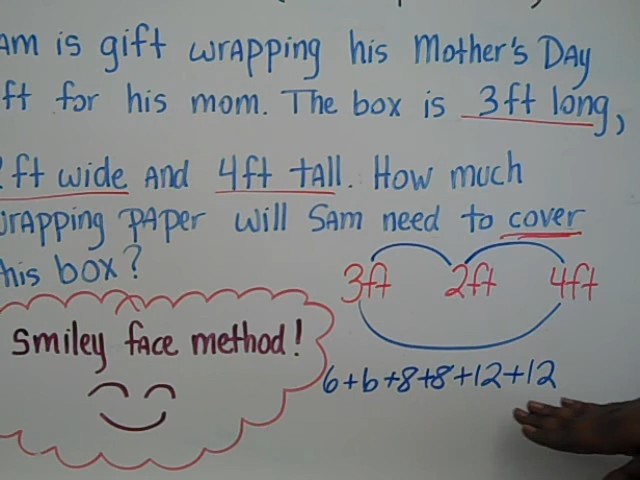 AM is gift wrapping his Mother's Day
ft for his mom. The box is 3ft long,
2ft wide and 4ft tall. How much
wrapping paper will Sam need to cover
his box?
3ft 2ft 4ft
Smiley face method!
6+6+8+8+12+12